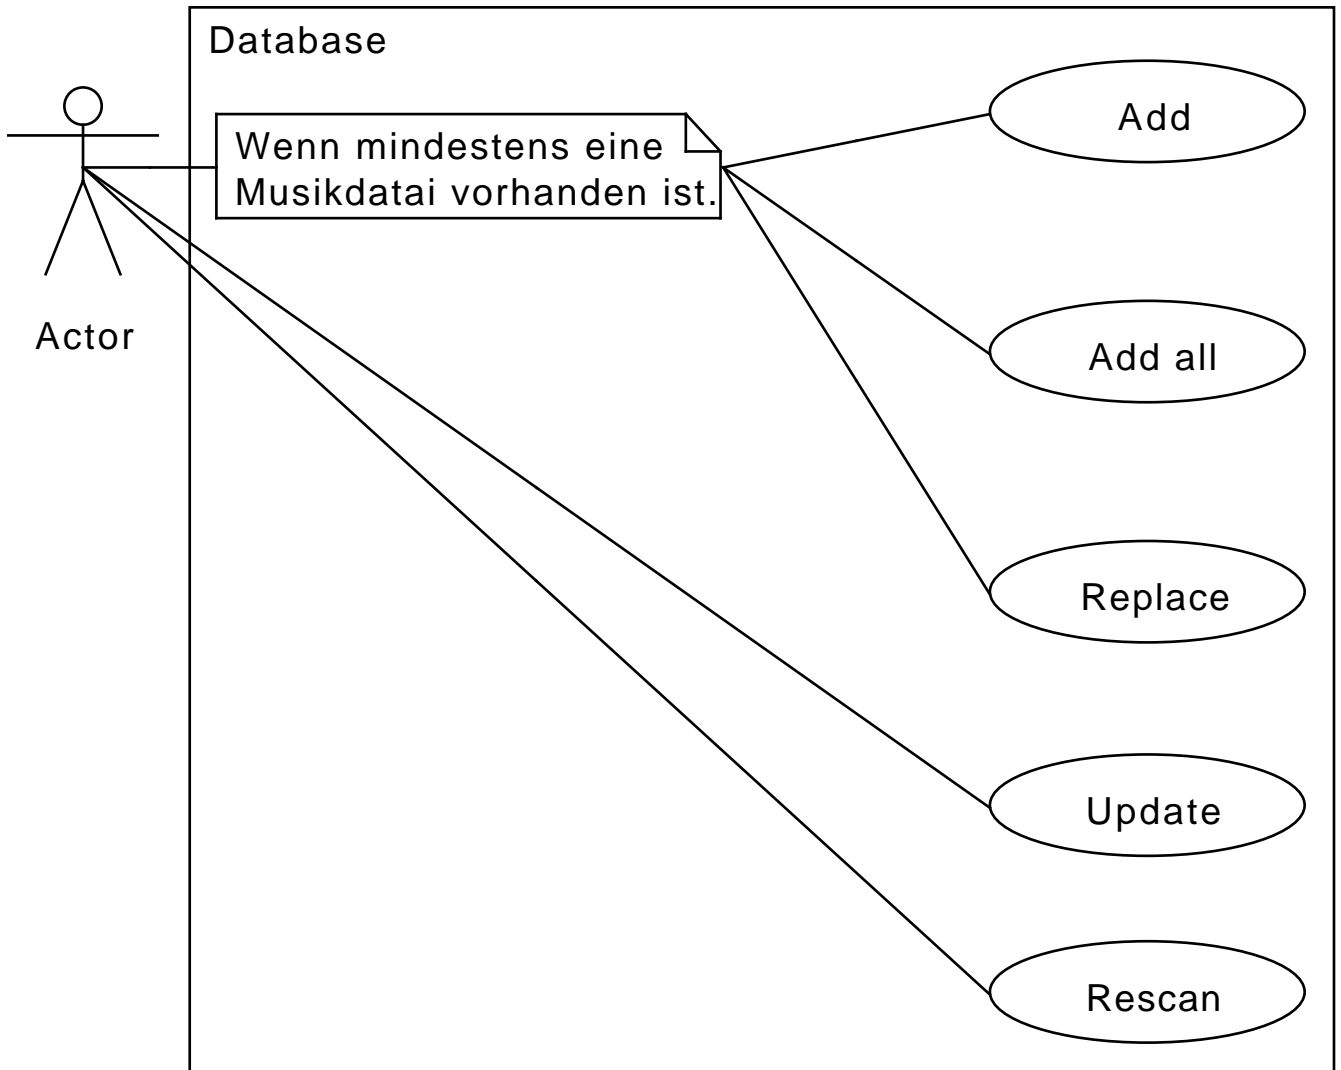 Database
Wenn mindestens eine
Musikdatai vorhanden ist.
Add
Actor
Add all
Replace
Update
Rescan